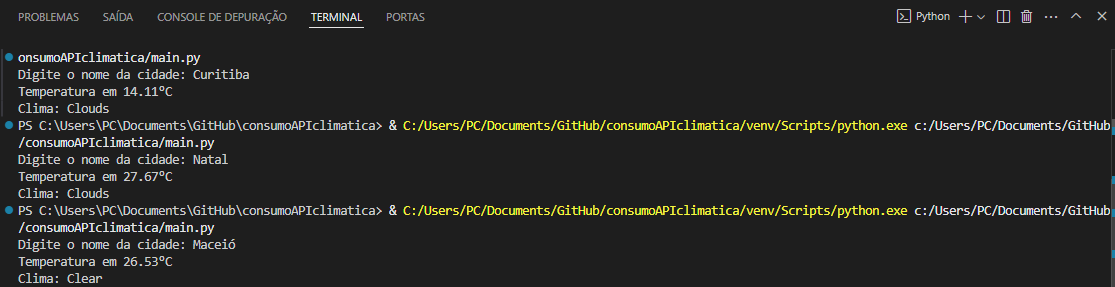 PROBLEMAS SAÍDA CONSOLE DE DEPURAÇÃO TERMINAL PORTAS Python
onsumoAPIclimatica/main.py
Digite o nome da cidade: Curitiba
Temperatura em 14.11ºC
Clima: Clouds
PS C:\Users\PC\Documents\GitHub\consumoAPIclimatica> & C:/Users/PC/Documents/GitHub/consumoAPIclimatica/venv/Scripts/python.exe c:/Users/PC/Documents/GitHub
/consumoAPIclimatica/main.py
Digite o nome da cidade: Natal
Temperatura em 27.67ºC
Clima: Clouds
PS C:\Users\PC\Documents\GitHub\consumoAPIclimatica> & C:/Users/PC/Documents/GitHub/consumoAPIclimatica/venv/Scripts/python.exe c:/Users/PC/Documents/GitHub
/consumoAPIclimatica/main.py
Digite o nome da cidade: Maceió
Temperatura em 26.53ºC
Clima: Clear